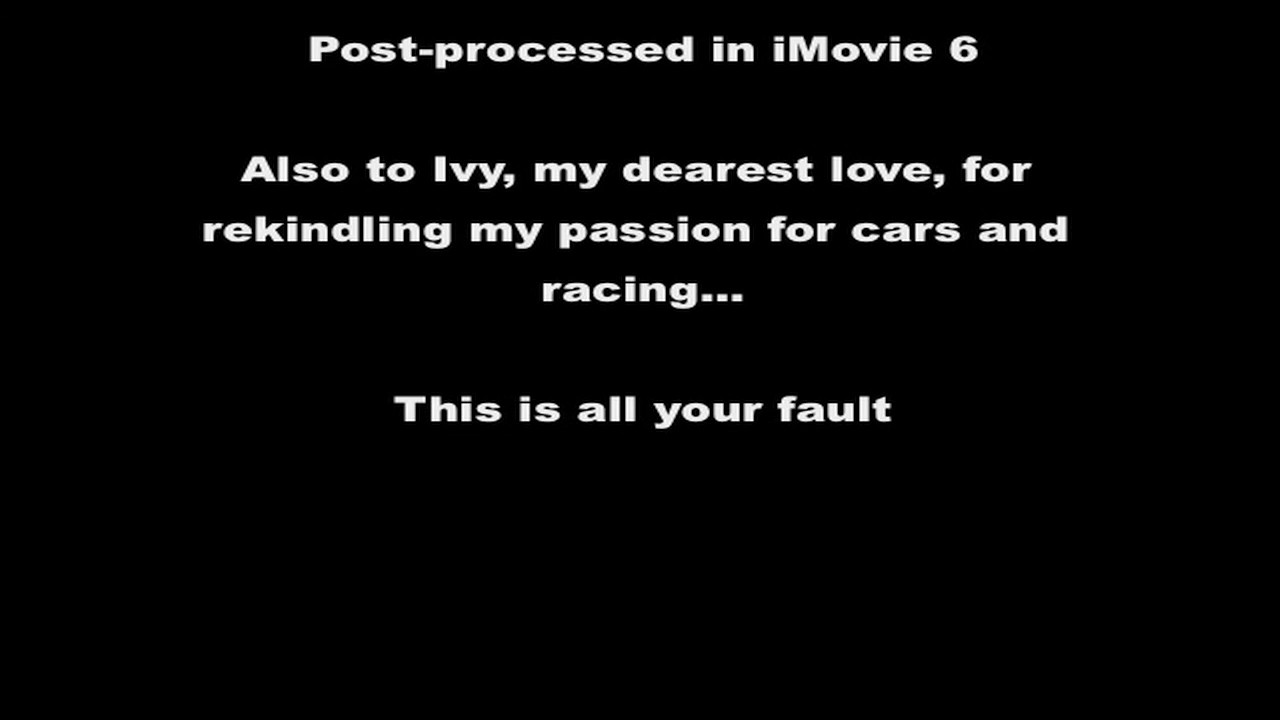 Post-processed in iMovie 6
Also to Ivy, my dearest love, for
rekindling my passion for cars and
racing...
This is all your fault